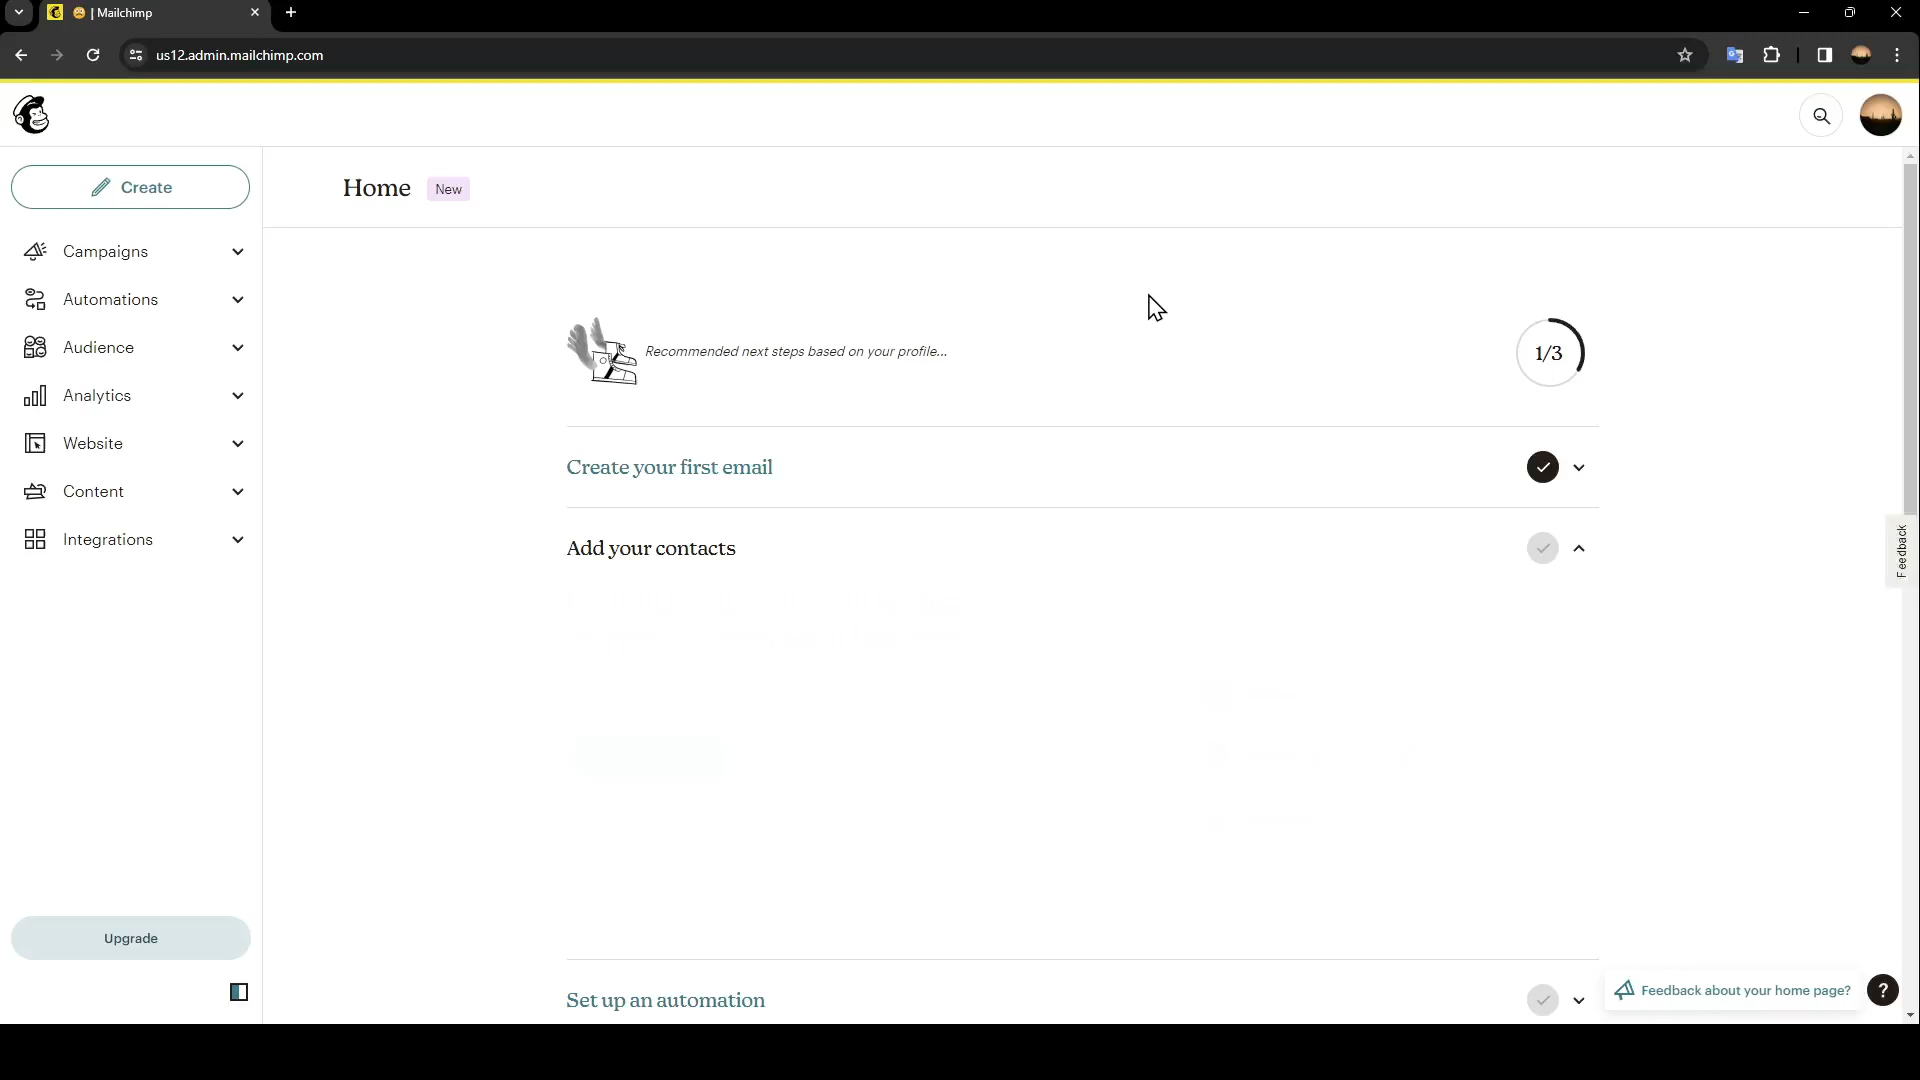 | Mailchimp
us12.admin.mailchimp.com
Create
Home
New
Campaigns
Automations
Audience
Analytics
Website
Content
Integrations
Recommended next steps based on your profile...
1/3
Create your first email
Add your contacts
Feedback
Upgrade
Set up an automation
Feedback about your home page?
?